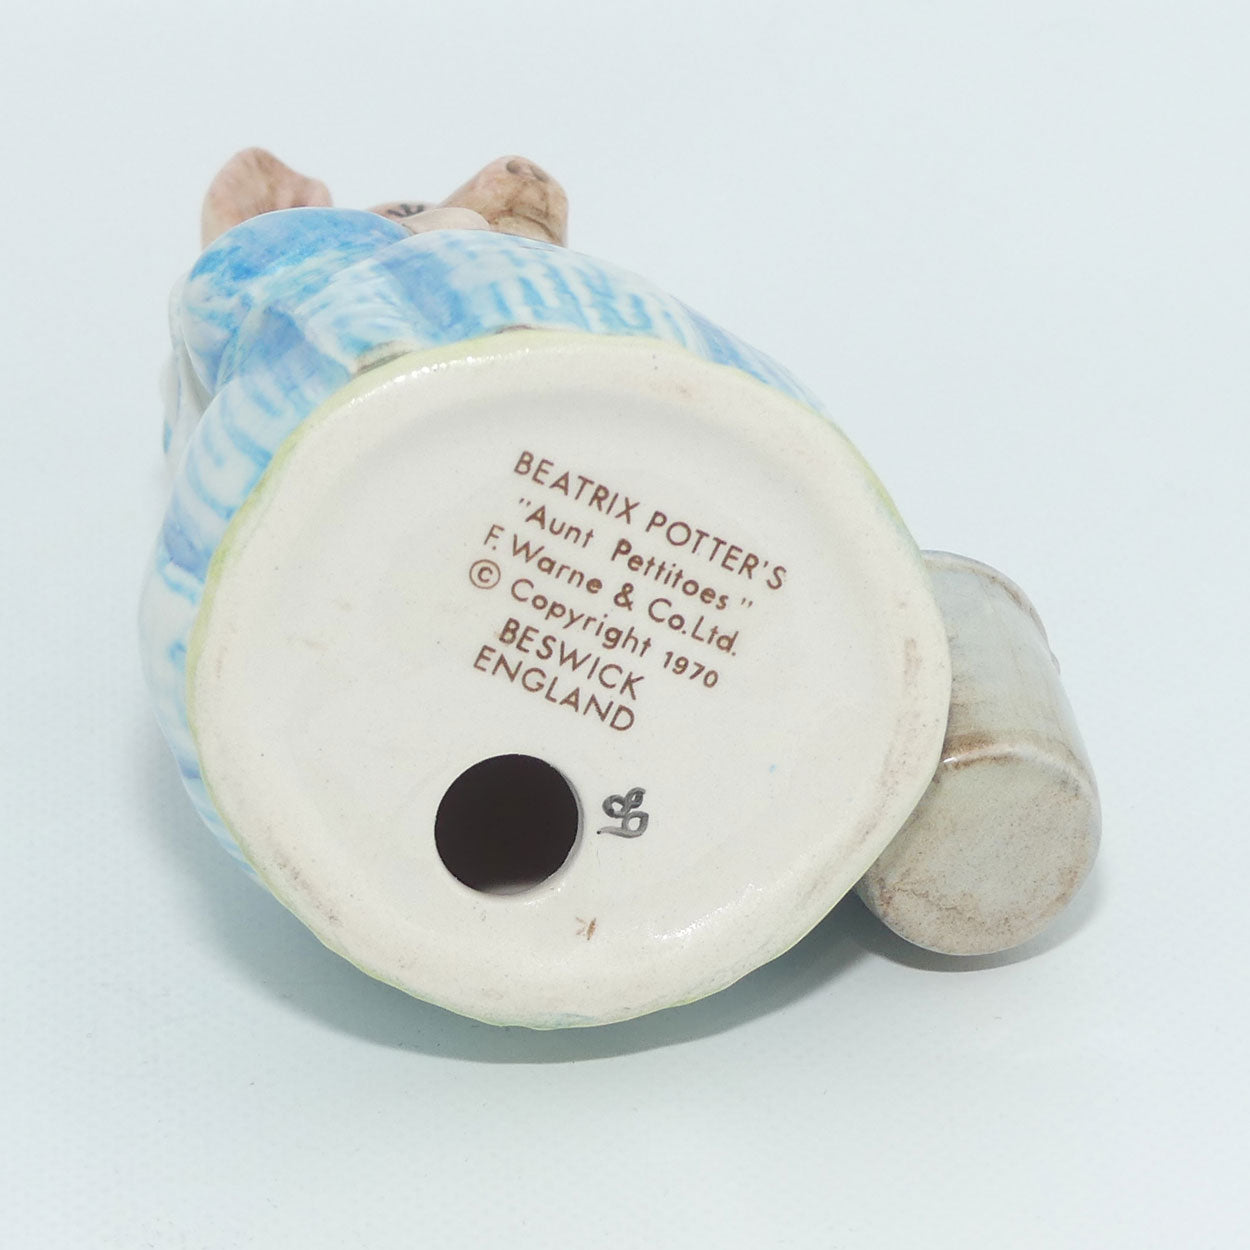 BEATRIX POTTER'S
"Aunt Pettitoes"
F. Warne & Co.Ltd.
© Copyright 1970
BESWICK
ENGLAND